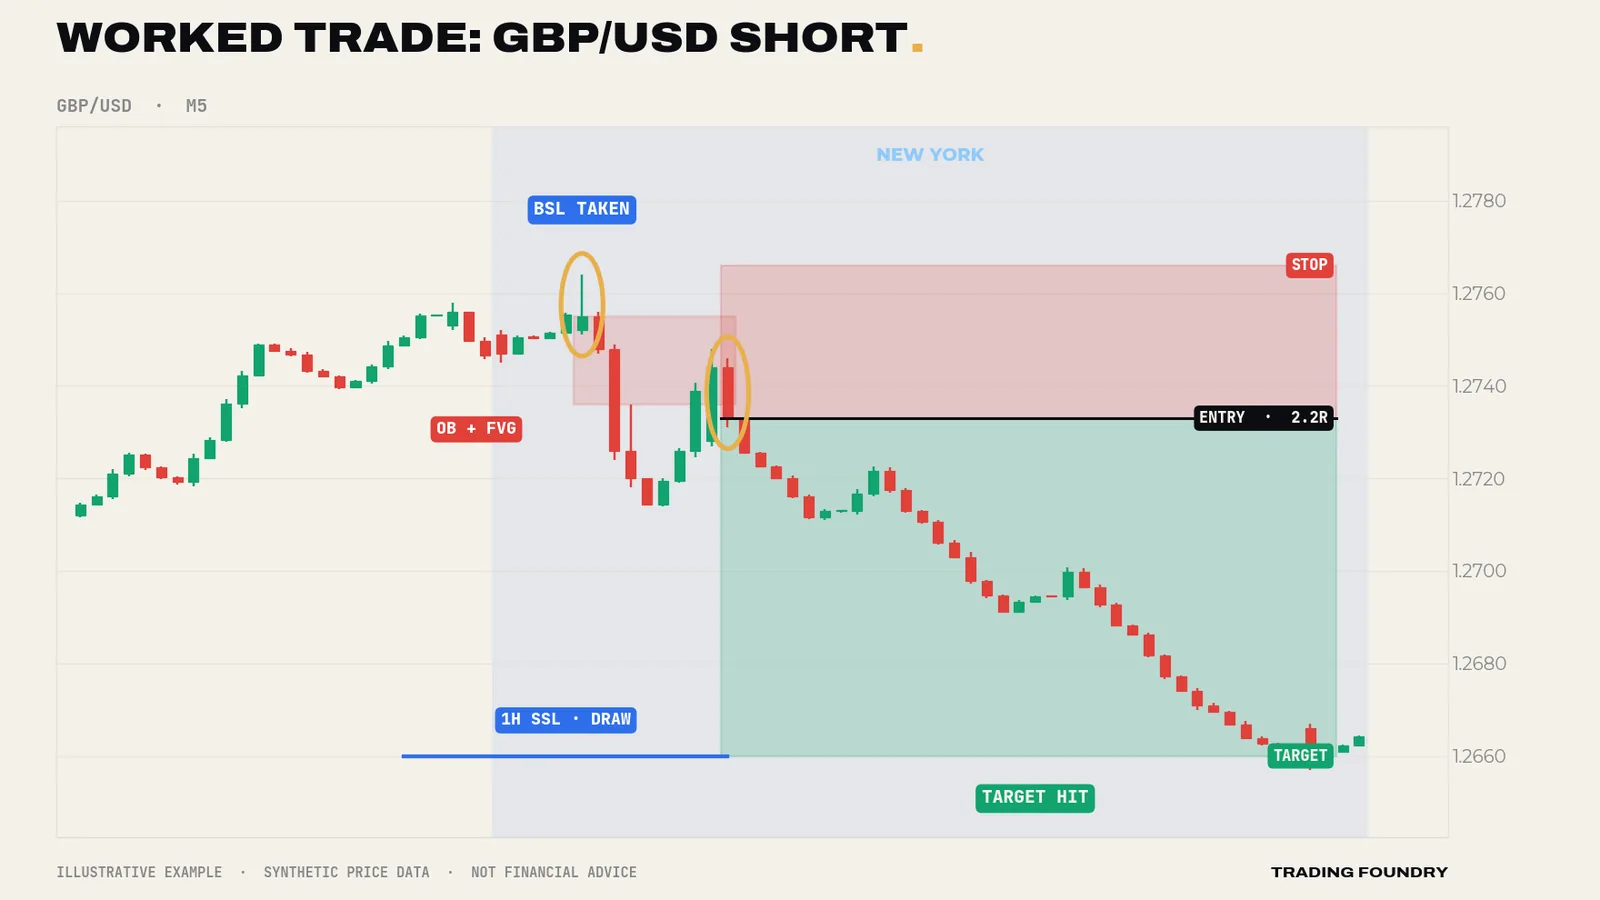 WORKED TRADE: GBP/USD SHORT.
GBP/USD · M5
NEW YORK
BSL TAKEN
1.2780
STOP
1.2760
1.2740
OB + FVG
ENTRY · 2.2R
1.2720
1.2700
1.2680
1H SSL · DRAW
TARGET
1.2660
TARGET HIT
ILLUSTRATIVE EXAMPLE · SYNTHETIC PRICE DATA · NOT FINANCIAL ADVICE
TRADING FOUNDRY